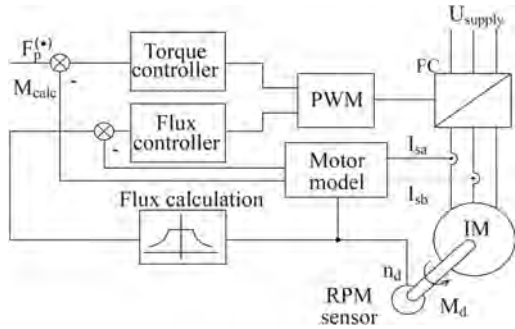 U_supply
F_p^(•)
Torque
controller
FC
M_calc
PWM
-
Flux
controller
-
Motor
model
I_sa
I_sb
Flux calculation
IM
n_d
RPM
sensor
M_d